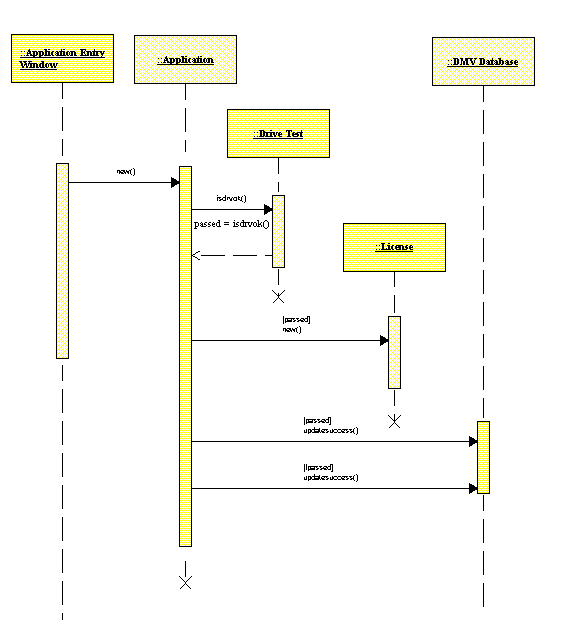 ::Application Entry
Window
::Application
::DMV Database
::Drive Test
new()
isdrvok()
passed = isdrvok()
::License
[passed]
new()
[passed]
updatesuccess()
[!passed]
updatesuccess()